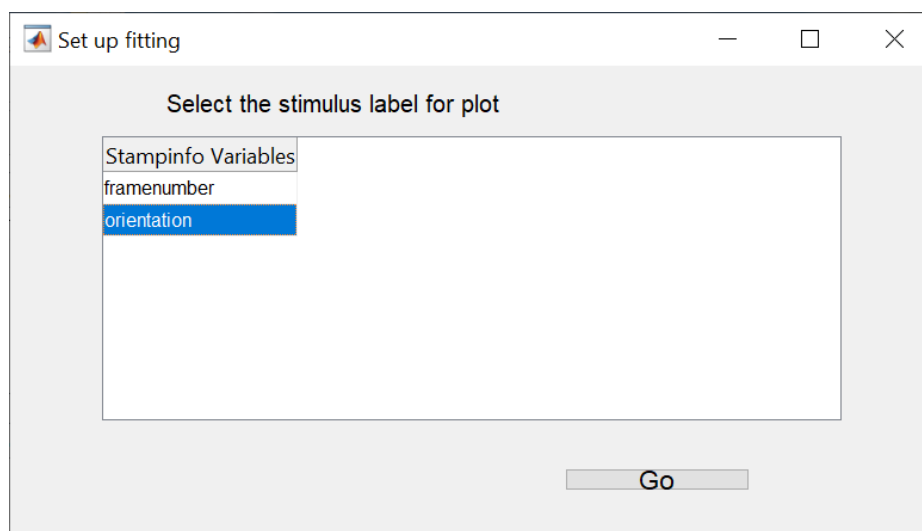 Set up fitting
Select the stimulus label for plot
Stampinfo Variables
framenumber
orientation
Go